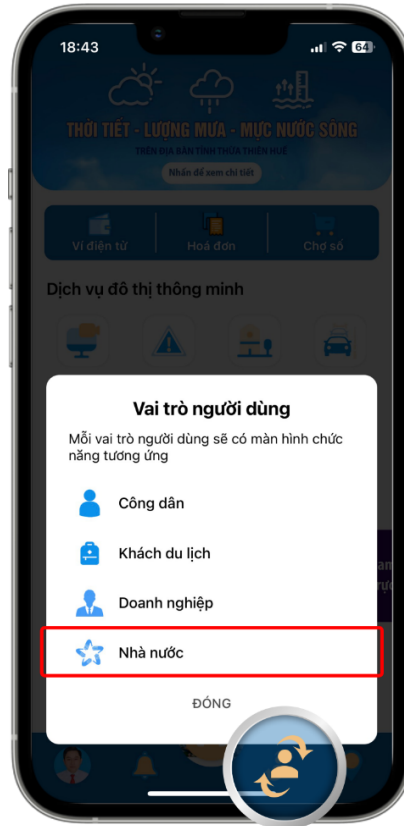 18:43
64
THỜI TIẾT - LƯỢNG MƯA - MỰC NƯỚC SÔNG
TRÊN ĐỊA BÀN TỈNH THỪA THIÊN HUẾ
Nhấn để xem chi tiết
Ví điện tử
Hoá đơn
Chợ số
Dịch vụ đô thị thông minh
Vai trò người dùng
Mỗi vai trò người dùng sẽ có màn hình chức
năng tương ứng
Công dân
Khách du lịch
Doanh nghiệp
Nhà nước
ĐÓNG